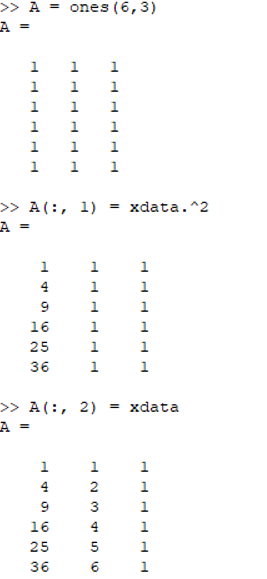 >> A = ones(6,3)
A =
1 1 1
1 1 1
1 1 1
1 1 1
1 1 1
1 1 1
>> A(:, 1) = xdata.^2
A =
1 1 1
4 1 1
9 1 1
16 1 1
25 1 1
36 1 1
>> A(:, 2) = xdata
A =
1 1 1
4 2 1
9 3 1
16 4 1
25 5 1
36 6 1